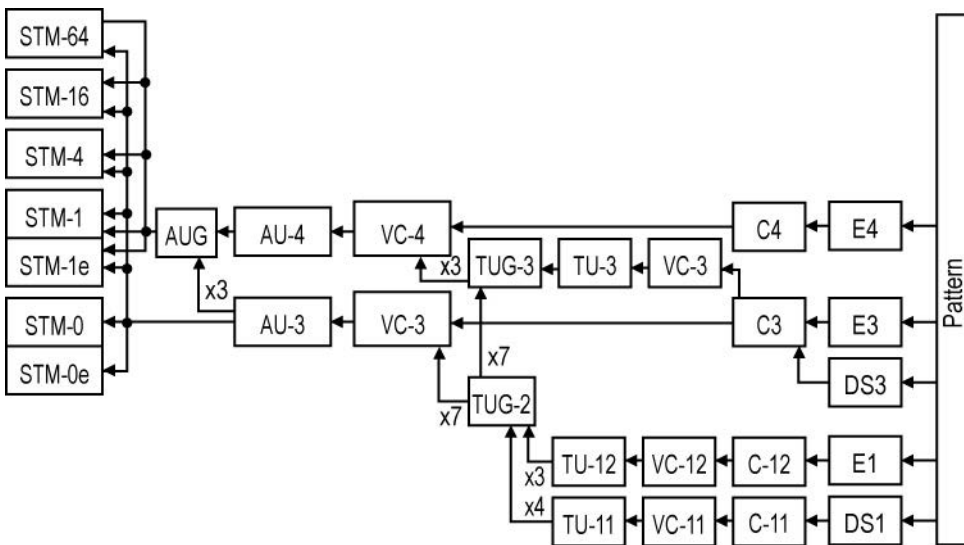 STM-64
STM-16
STM-4
STM-1
AUG
AU-4
VC-4
C4
E4
STM-1e
x3
x3
TUG-3
TU-3
VC-3
STM-0
AU-3
VC-3
C3
E3
Pattern
STM-0e
x7
DS3
x7
TUG-2
x3
TU-12
VC-12
C-12
E1
x4
TU-11
VC-11
C-11
DS1